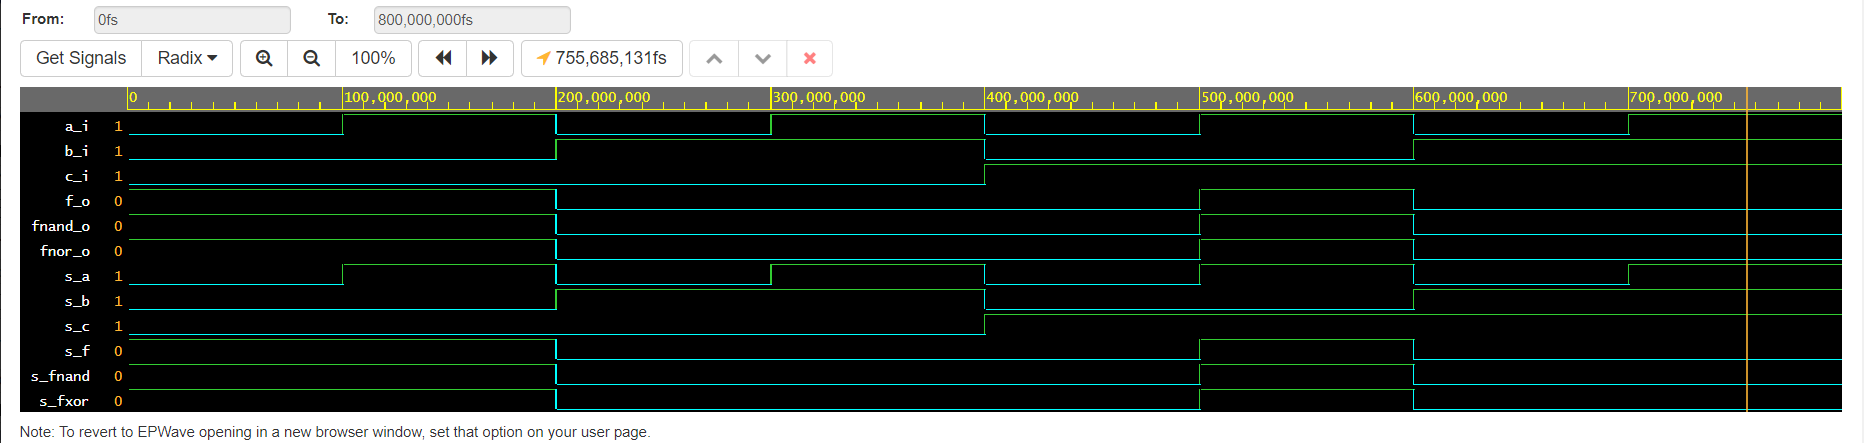 From: 0fs To: 800,000,000fs
Get Signals Radix 100% 755,685,131fs
0 100,000,000 200,000,000 300,000,000 400,000,000 500,000,000 600,000,000 700,000,000
a_i 1
b_i 1
c_i 1
f_o 0
fnand_o 0
fnor_o 0
s_a 1
s_b 1
s_c 1
s_f 0
s_fnand 0
s_fxor 0
Note: To revert to EPWave opening in a new browser window, set that option on your user page.